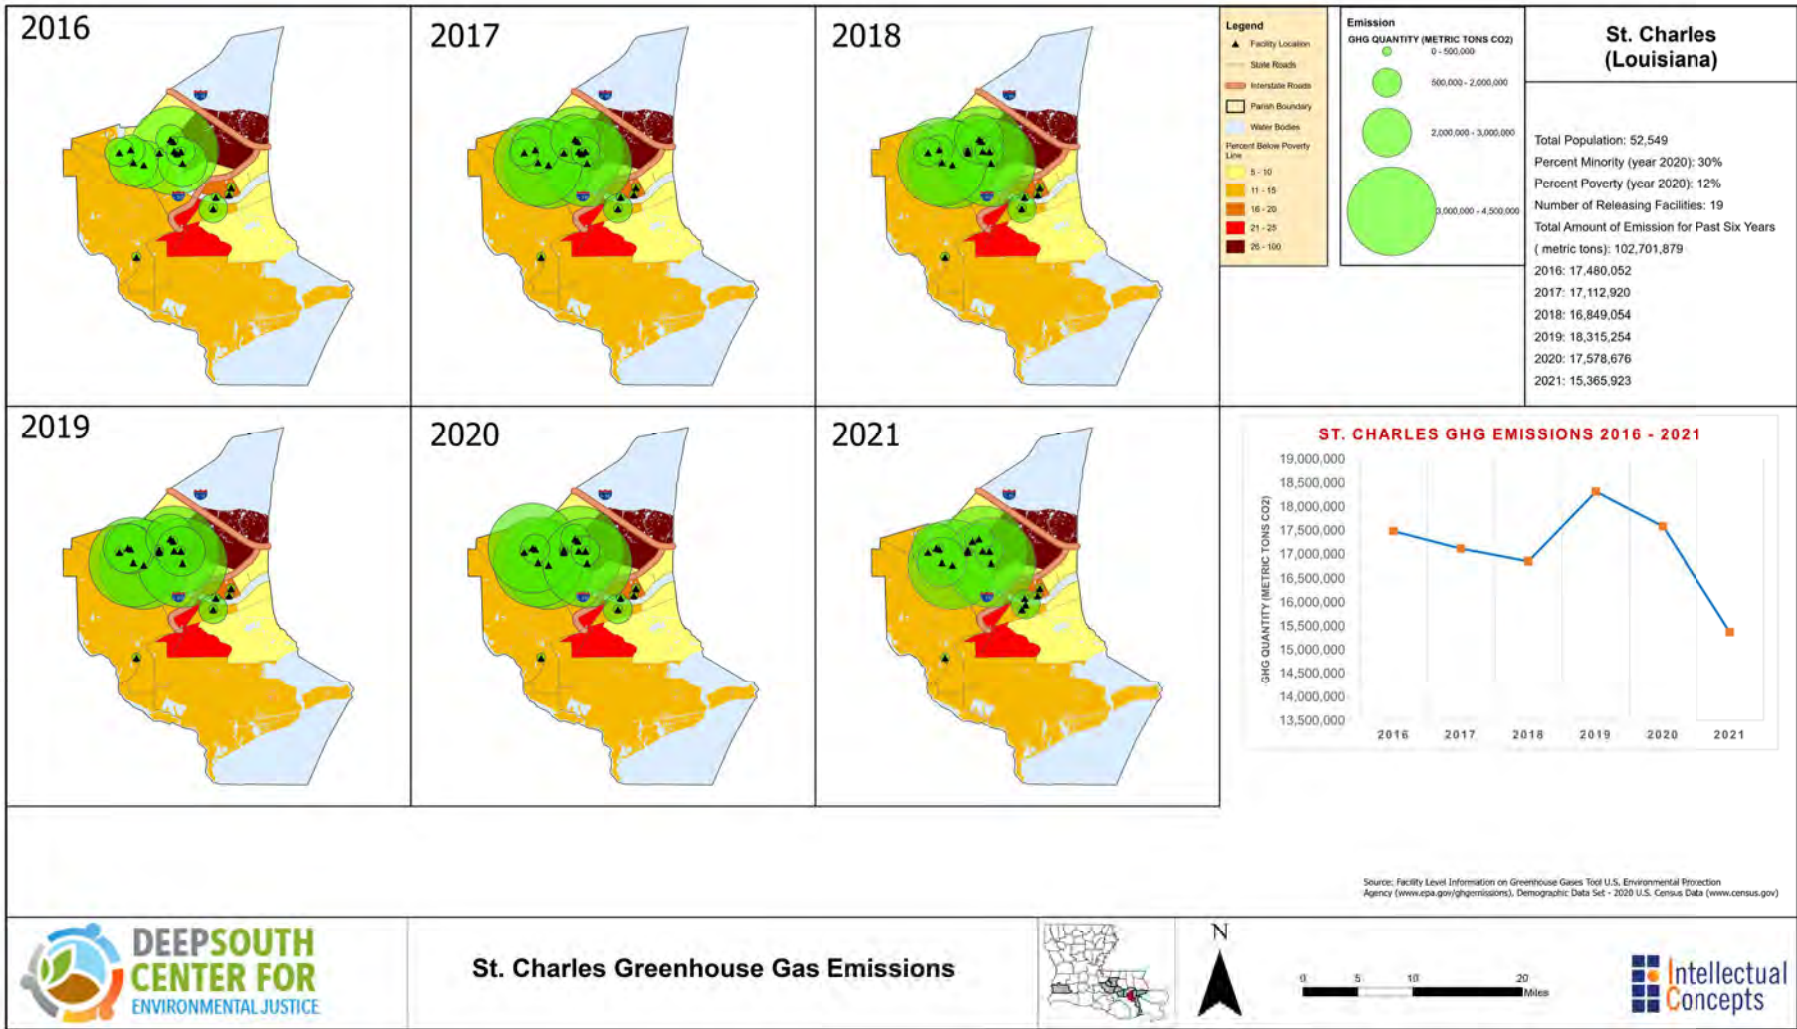 2016
2017
2018
Legend
Facility Location
State Roads
Interstate Roads
Parish Boundary
Water Bodies
Percent Below Poverty
Line
5 - 10
11 - 15
16 - 20
21 - 25
26 - 100
Emission
GHG QUANTITY (METRIC TONS CO2)
0 - 500,000
500,000 - 2,000,000
2,000,000 - 3,000,000
3,000,000 - 4,500,000
St. Charles
(Louisiana)
Total Population: 52,549
Percent Minority (year 2020): 30%
Percent Poverty (year 2020): 12%
Number of Releasing Facilities: 19
Total Amount of Emission for Past Six Years
( metric tons): 102,701,879
2016: 17,480,052
2017: 17,112,920
2018: 16,849,054
2019: 18,315,254
2020: 17,578,676
2021: 15,365,923
2019
2020
2021
ST. CHARLES GHG EMISSIONS 2016 - 2021
GHG QUANTITY (METRIC TONS CO2)
19,000,000
18,500,000
18,000,000
17,500,000
17,000,000
16,500,000
16,000,000
15,500,000
15,000,000
14,500,000
14,000,000
13,500,000
2016 2017 2018 2019 2020 2021
Source: Facility Level Information on Greenhouse Gases Tool U.S. Environmental Protection
Agency (www.epa.gov/ghgemissions), Demographic Data Set - 2020 U.S. Census Data (www.census.gov)
DEEPSOUTH
CENTER FOR
ENVIRONMENTAL JUSTICE
St. Charles Greenhouse Gas Emissions
N
0 5 10 20
Miles
Intellectual
Concepts